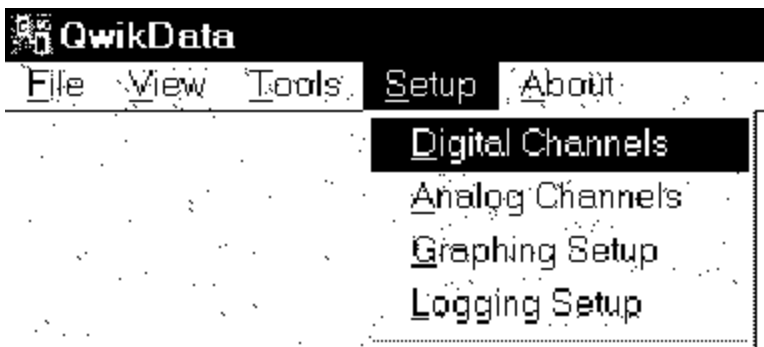 QwikData
File View Tools Setup About
Digital Channels
Analog Channels
Graphing Setup
Logging Setup